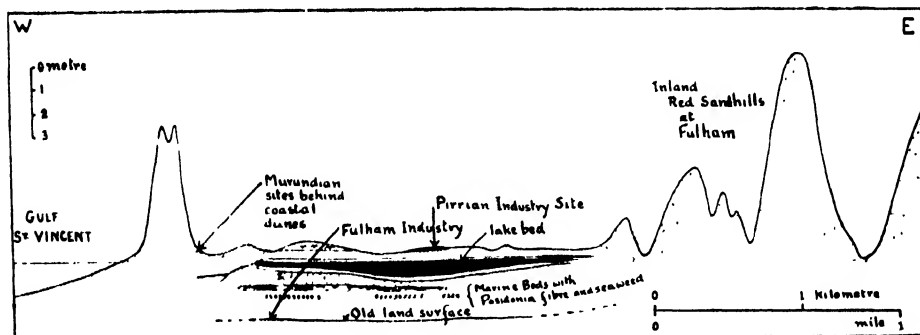 W
E
0 metre
1
2
3
Inland
Red Sandhills
at
Fulham
Murundian
sites behind
coastal
dunes
Pirrian Industry Site
Fulham Industry
lake bed
GULF
St VINCENT
Marine Beds with
Posidonia fibre and seaweed
Old land surface
0 1 kilometre
0 mile 1